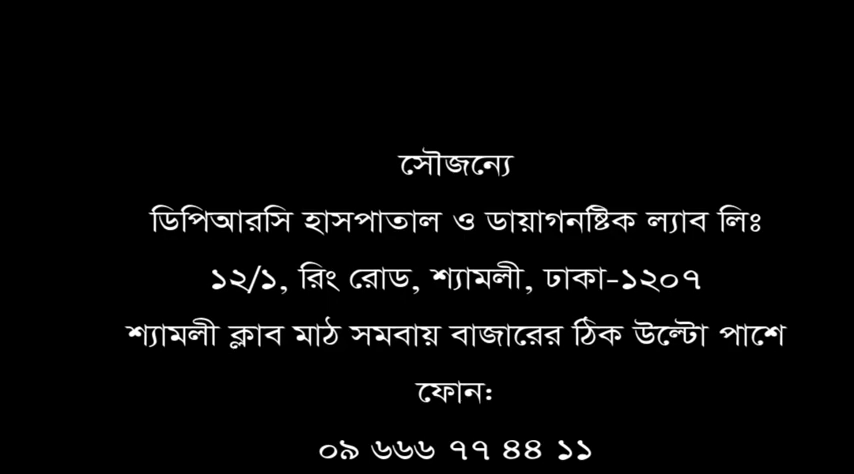 সৌজন্যে
ডিপিআরসি হাসপাতাল ও ডায়াগনষ্টিক ল্যাব লিঃ
১২/১, রিং রোড, শ্যামলী, ঢাকা-১২০৭
শ্যামলী ক্লাব মাঠ সমবায় বাজারের ঠিক উল্টো পাশে
ফোন:
০৯ ৬৬৬ ৭৭ ৪৪ ১১